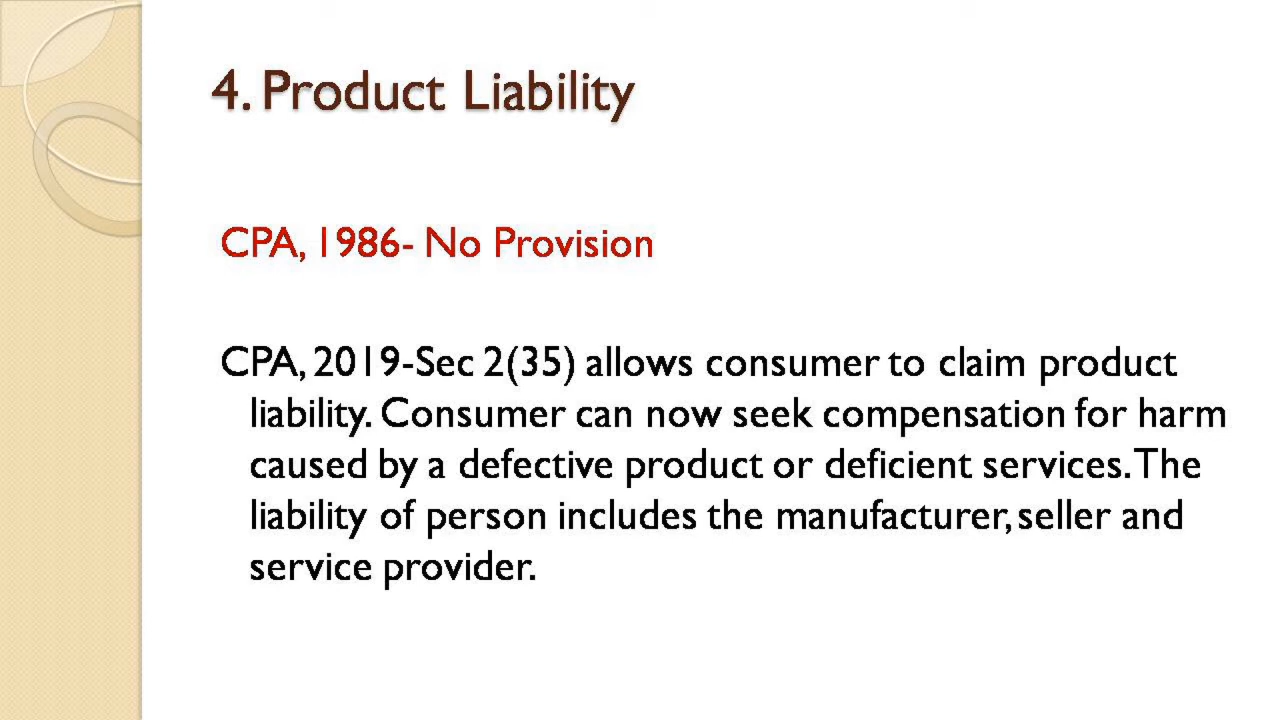 4. Product Liability
CPA, 1986- No Provision
CPA, 2019-Sec 2(35) allows consumer to claim product
liability. Consumer can now seek compensation for harm
caused by a defective product or deficient services. The
liability of person includes the manufacturer, seller and
service provider.